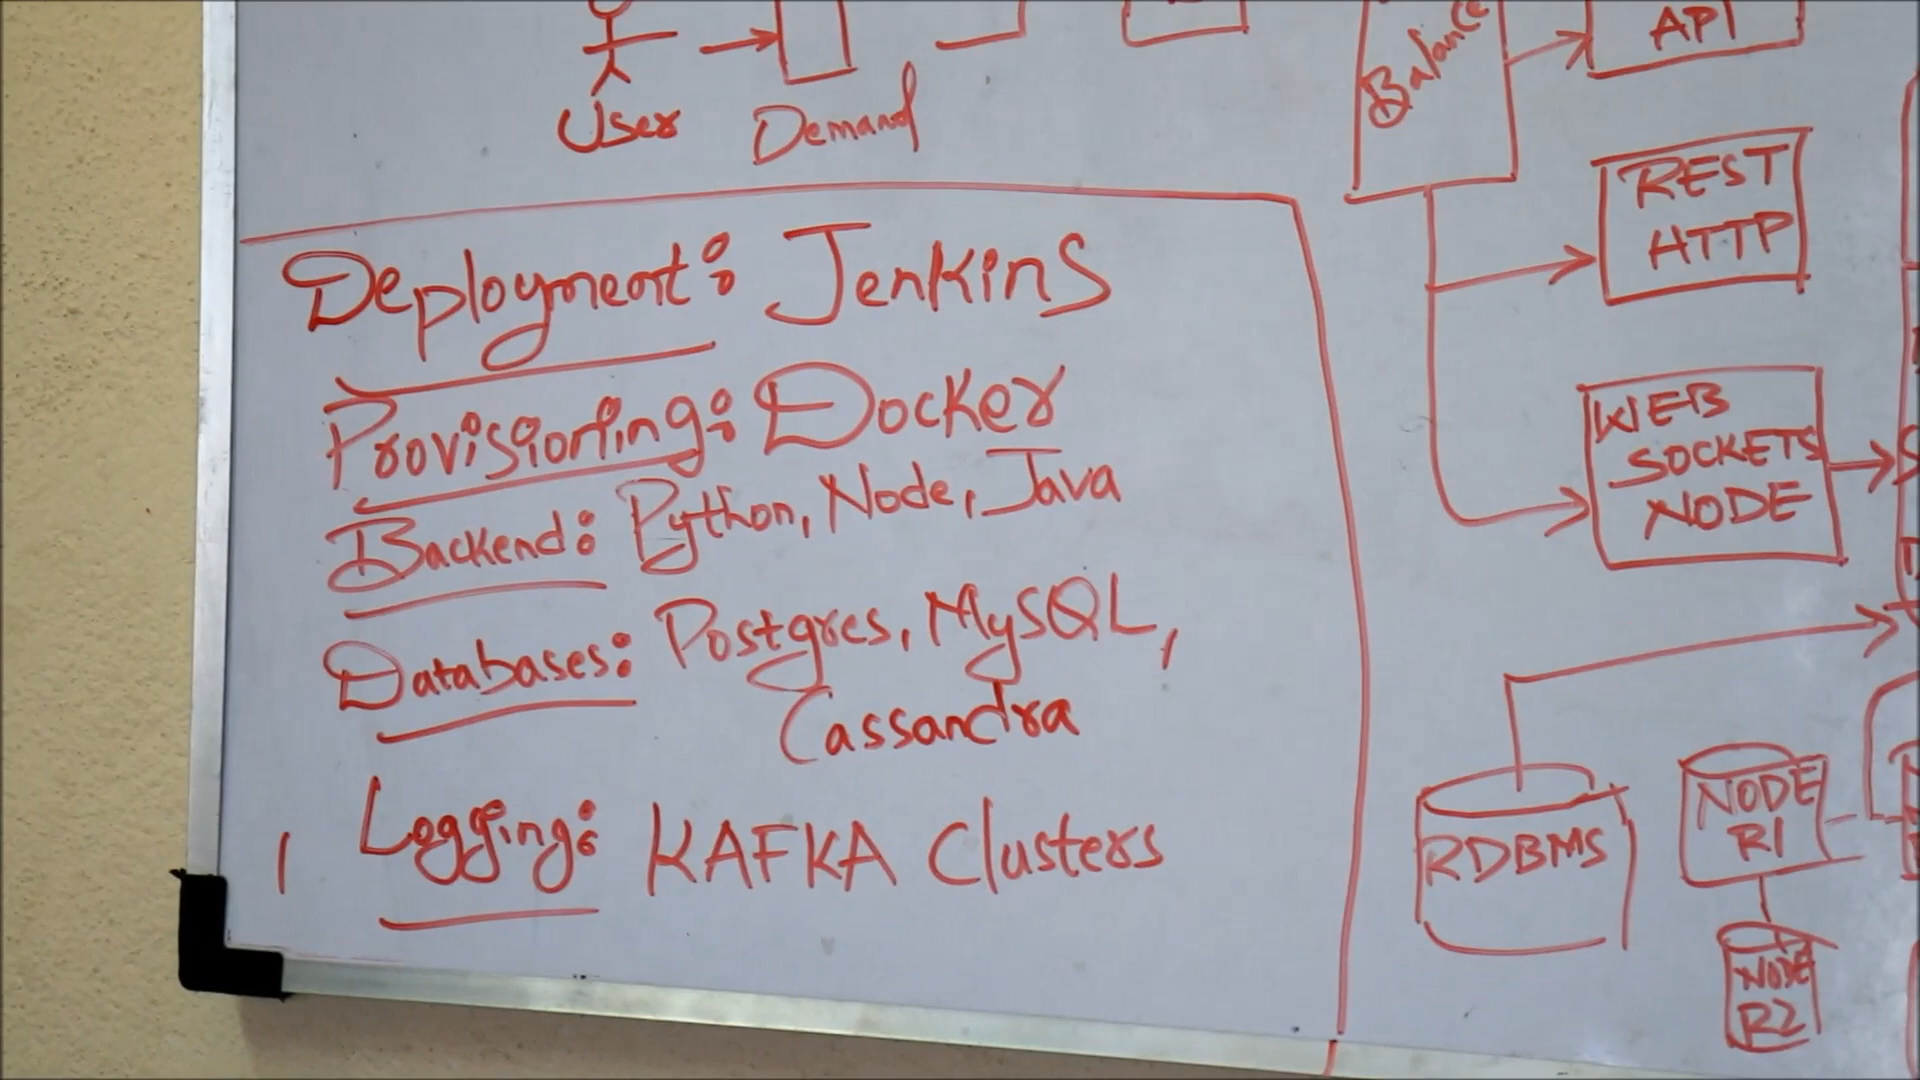 User
Demand
Balance
API
REST
HTTP
WEB
SOCKETS
NODE
Deployment: Jenkins
Provisioning: Docker
Backend: Python, Node, Java
Databases: Postgres, MySQL,
Cassandra
Logging: KAFKA Clusters
RDBMS
NODE
R1
NODE
R2